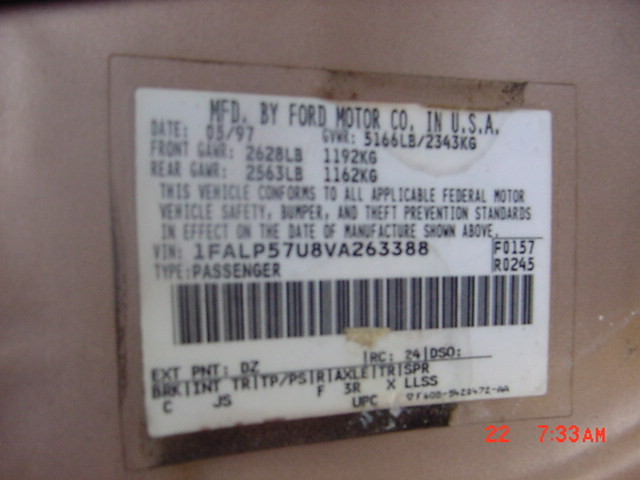 MFD. BY FORD MOTOR CO. IN U.S.A.
DATE: 03/97 GVWR: 5166LB/2343KG
FRONT GAWR: 2628LB 1192KG
REAR GAWR: 2563LB 1162KG
THIS VEHICLE CONFORMS TO ALL APPLICABLE FEDERAL MOTOR
VEHICLE SAFETY, BUMPER, AND THEFT PREVENTION STANDARDS
IN EFFECT ON THE DATE OF MANUFACTURE SHOWN ABOVE.
VIN: 1FALP57U8VA263388 F0157
TYPE: PASSENGER R0245
EXT PNT: DZ RC: 24 DSO:
BRK INT TR TP/PS R AXLE TR SPR
C JS F 3R X LLSS
UPC
22 7:33AM